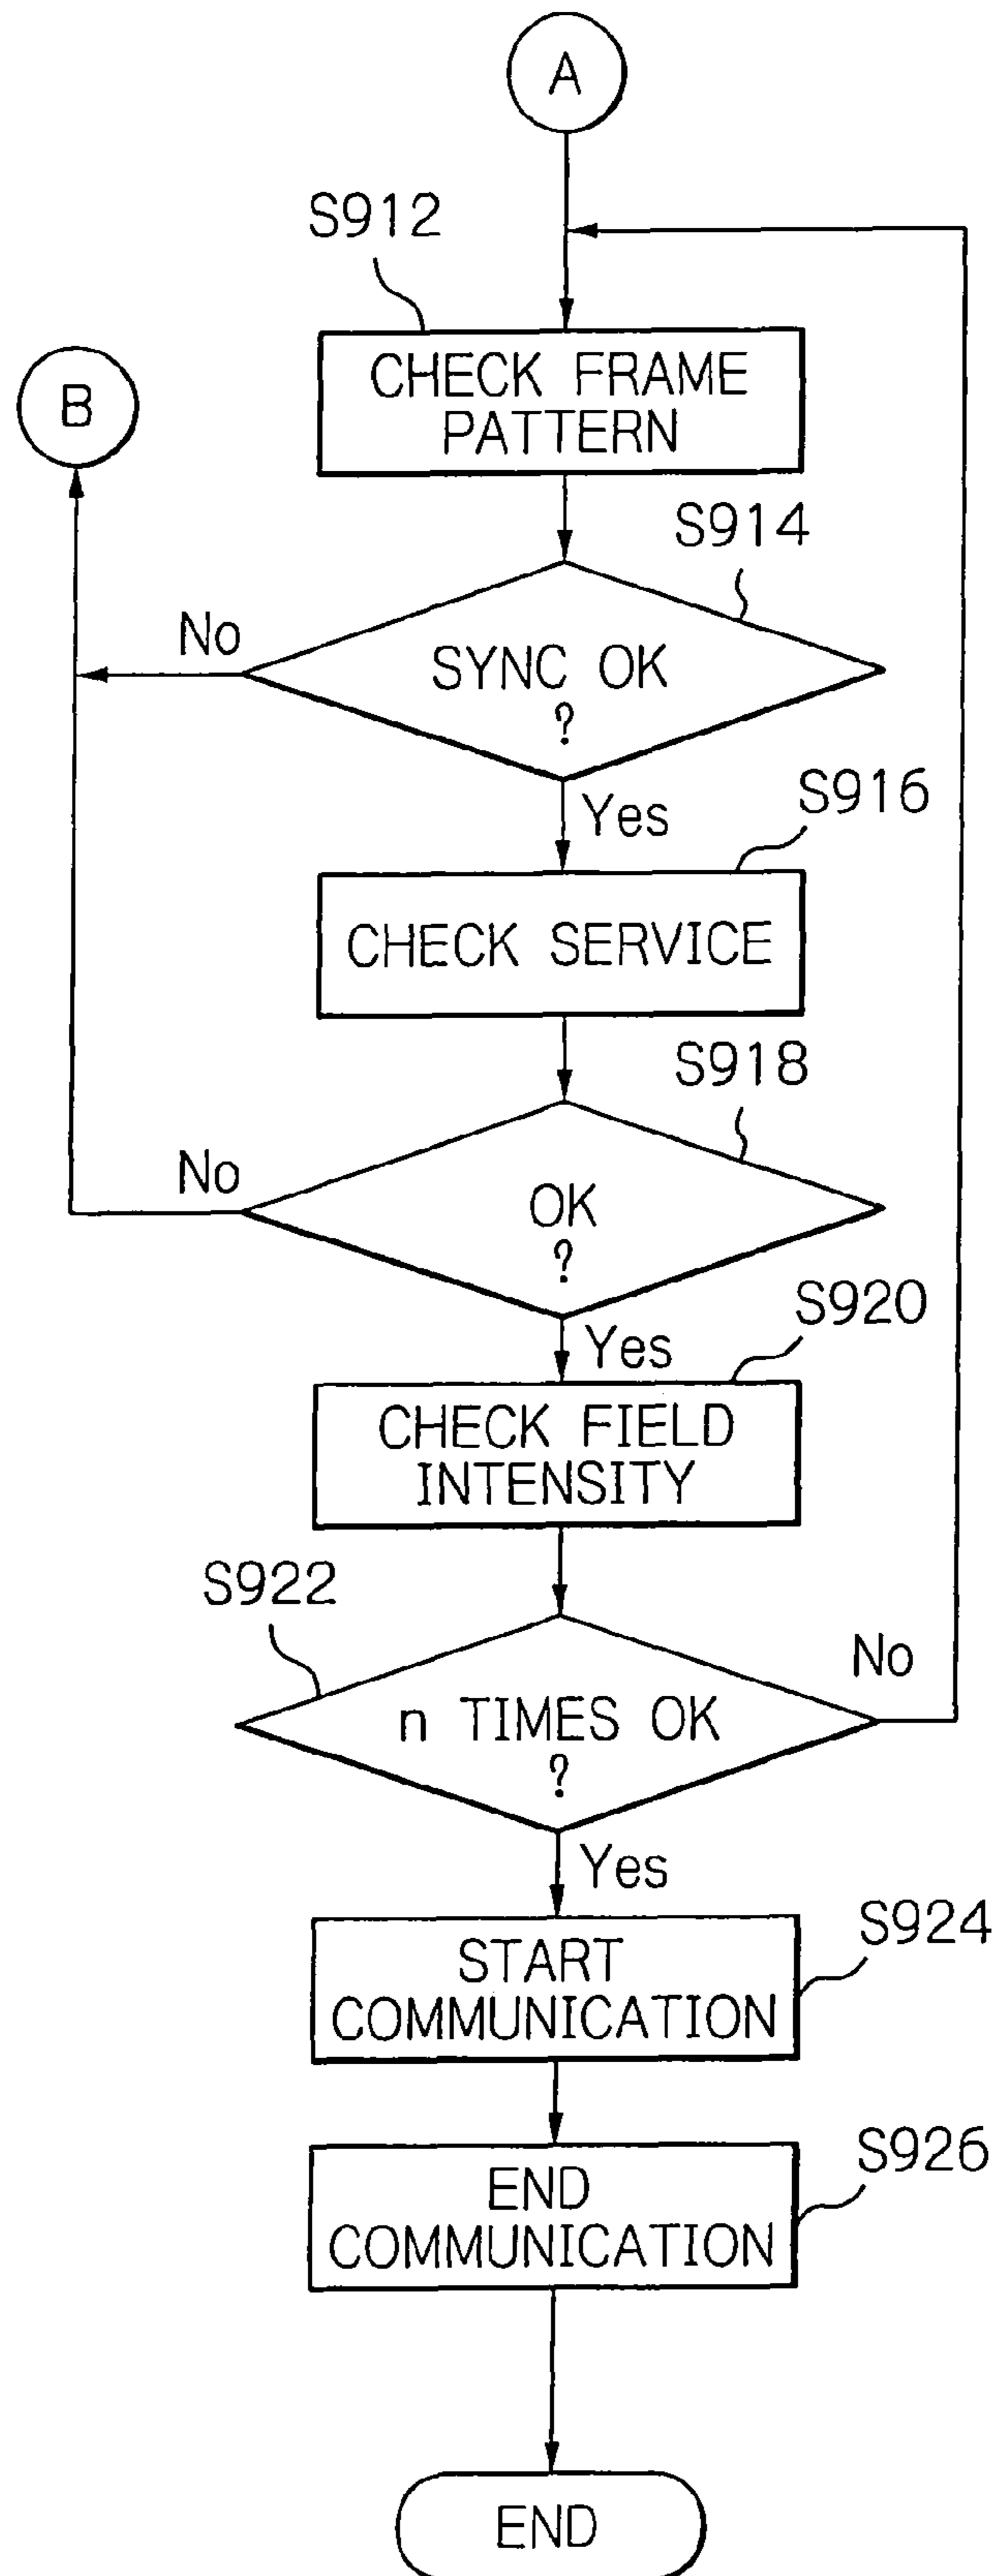 A
S912
CHECK FRAME
PATTERN
B
S914
No
SYNC OK
?
Yes
S916
CHECK SERVICE
S918
No
OK
?
S920
Yes
CHECK FIELD
INTENSITY
S922
No
n TIMES OK
?
Yes
S924
START
COMMUNICATION
S926
END
COMMUNICATION
END